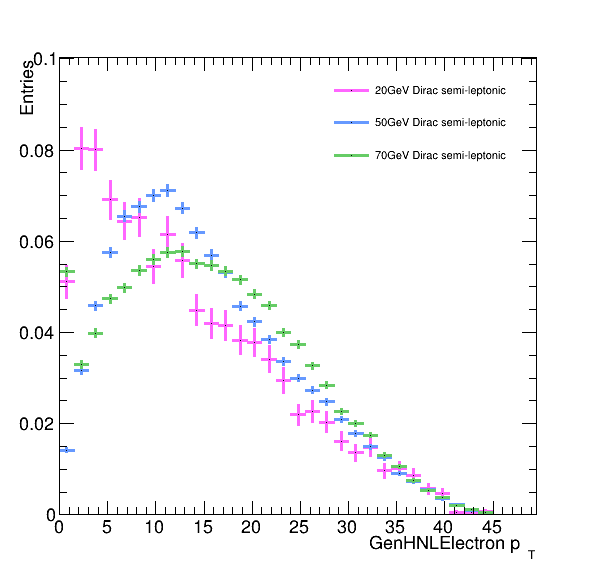 Entries
0.1
0.08
0.06
0.04
0.02
0
20GeV Dirac semi-leptonic
50GeV Dirac semi-leptonic
70GeV Dirac semi-leptonic
0 5 10 15 20 25 30 35 40 45
GenHNLElectron p
T